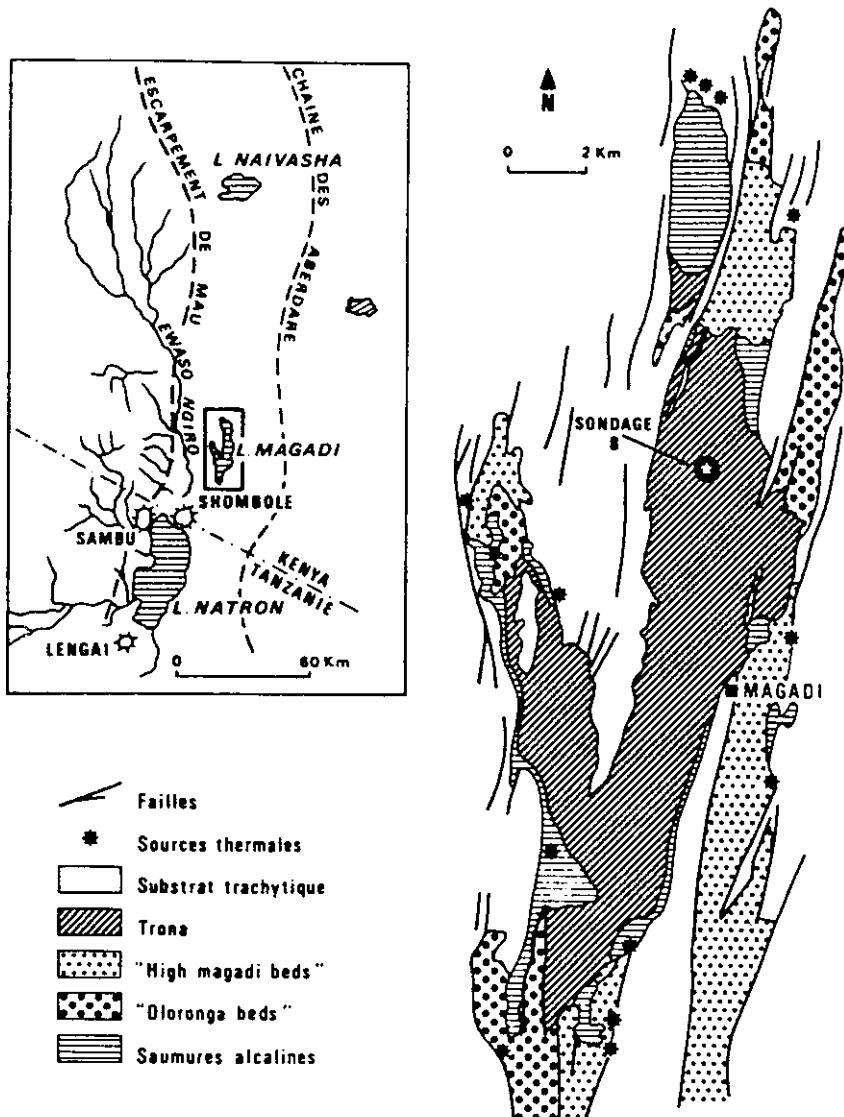 ESCARPEMENT DE MAU
CHAINE DES ABERDARE
L. NAIVASHA
EWASO NGIRO
L. MAGADI
SHOMBOLE
SAMBU
KENYA
TANZANIE
L. NATRON
LENGAI
0 60 Km
N
0 2 Km
SONDAGE
8
MAGADI
Failles
Sources thermales
Substrat trachytique
Trona
"High magadi beds"
"Oloronga beds"
Saumures alcalines